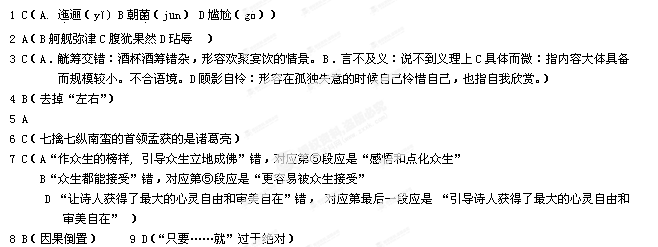 1 C（A. 迤逦（yǐ）B 朝菌（jùn）D 尴尬（gà））
2 A（B 舸舰弥津 C 腹犹果然 D 玷辱 ）
3 C（A．觥筹交错：酒杯酒筹错杂，形容欢聚宴饮的情景。B．言不及义：说不到义理上 C 具体而微：指内容大体具备
而规模较小。不合语境。D 顾影自怜：形容在孤独失意的时候自己怜惜自己，也指自我欣赏。）
4 B（去掉“左右”）
5 A
6 C（七擒七纵南蛮的首领孟获的是诸葛亮）
7 C（A“作众生的榜样，引导众生立地成佛”错，对应第⑤段应是“感悟和点化众生”
B“众生都能接受”错，对应第⑤段应是“更容易被众生接受”
D “让诗人获得了最大的心灵自由和审美自在”错， 对应最后一段应是 “引导诗人获得了最大的心灵自由和
审美自在” ）
8 B（因果倒置） 9 D（“只要……就”过于绝对）